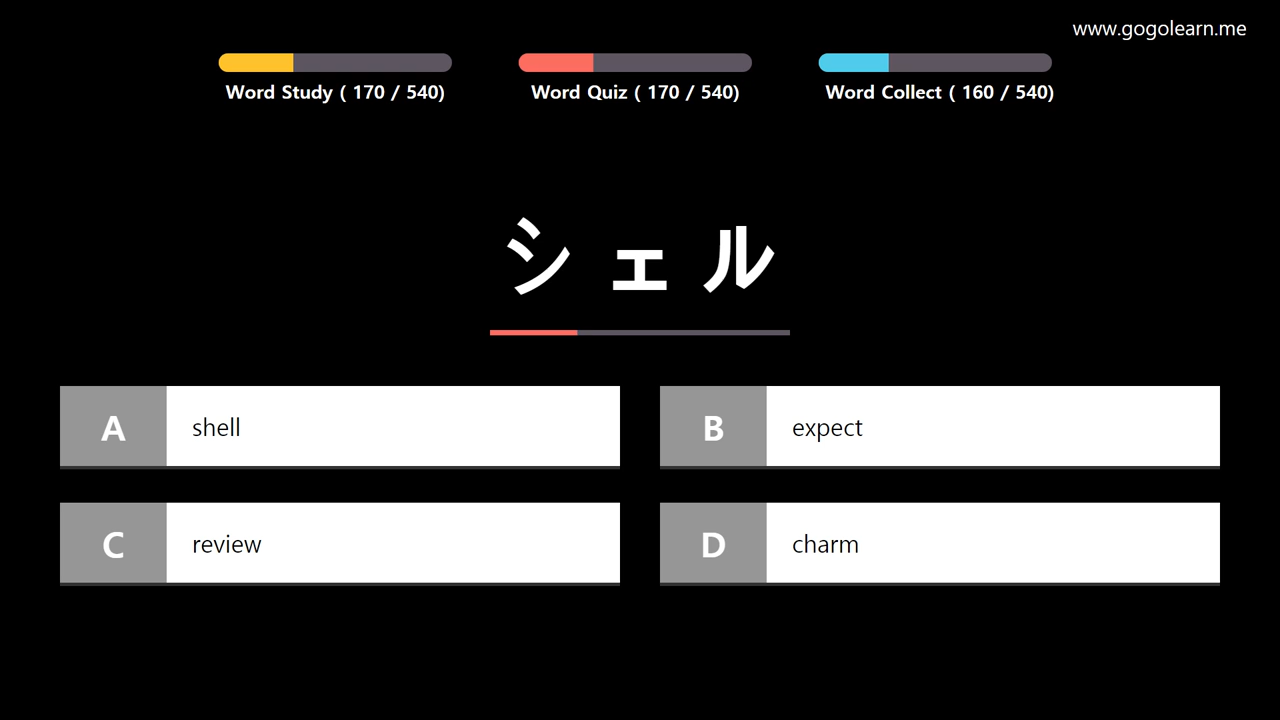 www.gogolearn.me
Word Study ( 170 / 540)
Word Quiz ( 170 / 540)
Word Collect ( 160 / 540)
シェル
A shell
B expect
C review
D charm